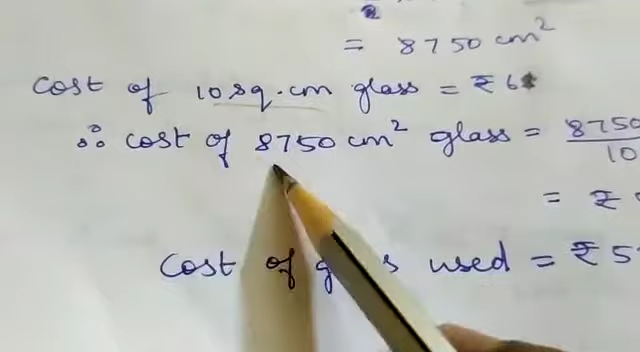 = 8750 cm²
Cost of 10 sq.cm glass = ₹ 6
∴ cost of 8750 cm² glass = 8750/10
= ₹
Cost of used = ₹ 5